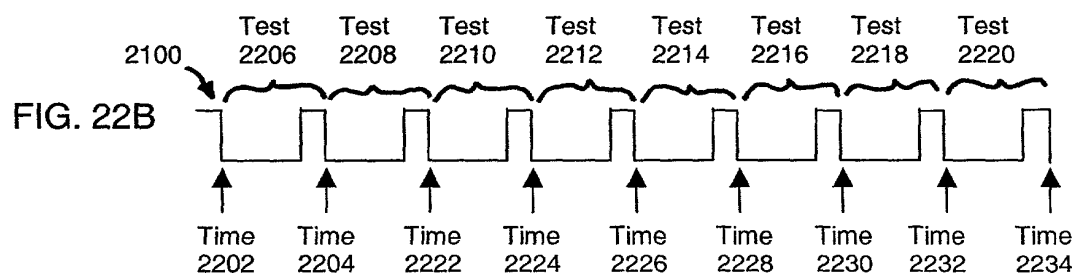 Test Test Test Test Test Test Test Test
2100 2206 2208 2210 2212 2214 2216 2218 2220
FIG. 22B
Time Time Time Time Time Time Time Time Time
2202 2204 2222 2224 2226 2228 2230 2232 2234